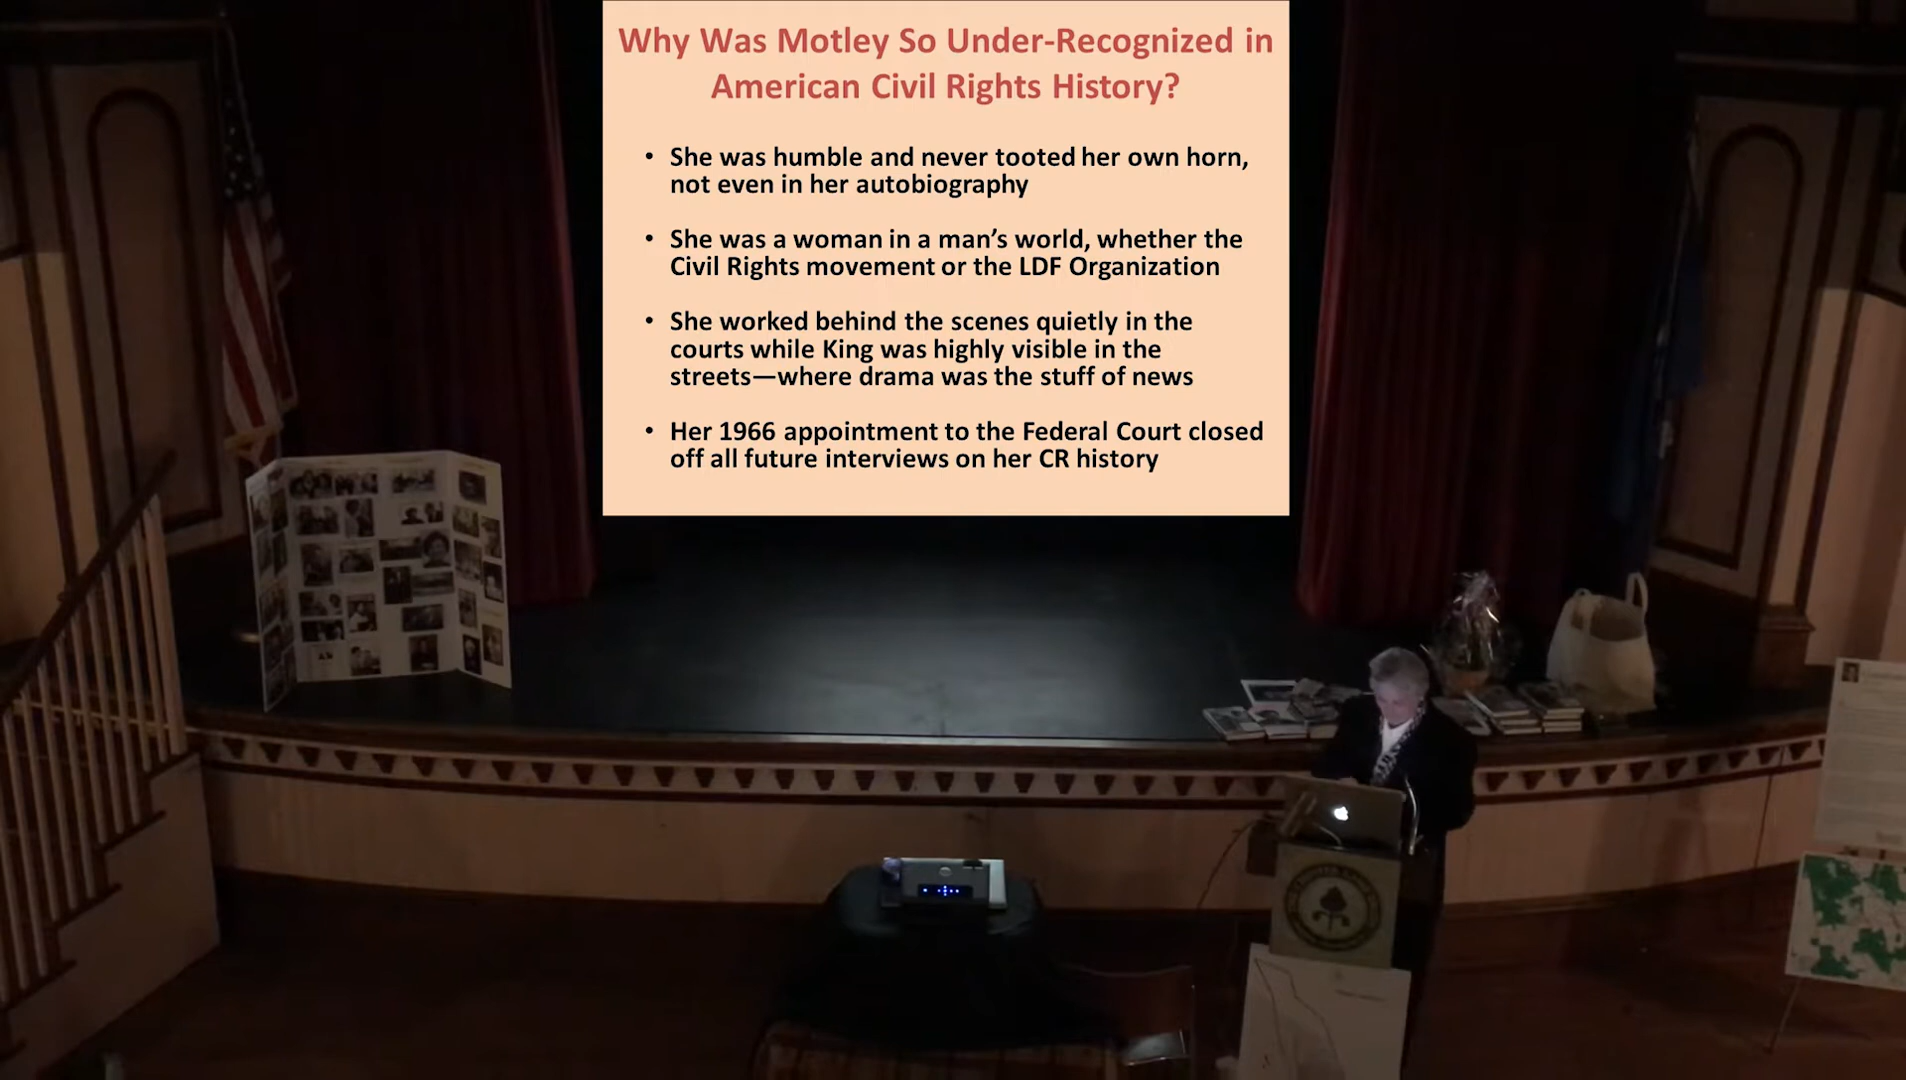 Why Was Motley So Under-Recognized in
American Civil Rights History?
• She was humble and never tooted her own horn,
not even in her autobiography
• She was a woman in a man’s world, whether the
Civil Rights movement or the LDF Organization
• She worked behind the scenes quietly in the
courts while King was highly visible in the
streets—where drama was the stuff of news
• Her 1966 appointment to the Federal Court closed
off all future interviews on her CR history